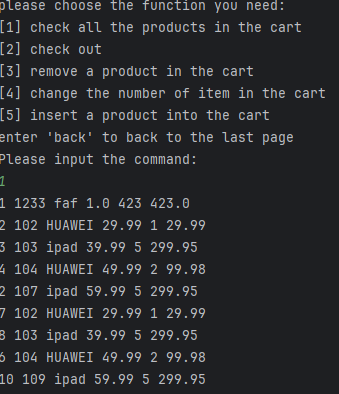 please choose the function you need:
[1] check all the products in the cart
[2] check out
[3] remove a product in the cart
[4] change the number of item in the cart
[5] insert a product into the cart
enter 'back' to back to the last page
Please input the command:
1
1 1233 faf 1.0 423 423.0
2 102 HUAWEI 29.99 1 29.99
3 103 ipad 39.99 5 299.95
4 104 HUAWEI 49.99 2 99.98
2 107 ipad 59.99 5 299.95
7 102 HUAWEI 29.99 1 29.99
8 103 ipad 39.99 5 299.95
6 104 HUAWEI 49.99 2 99.98
10 109 ipad 59.99 5 299.95